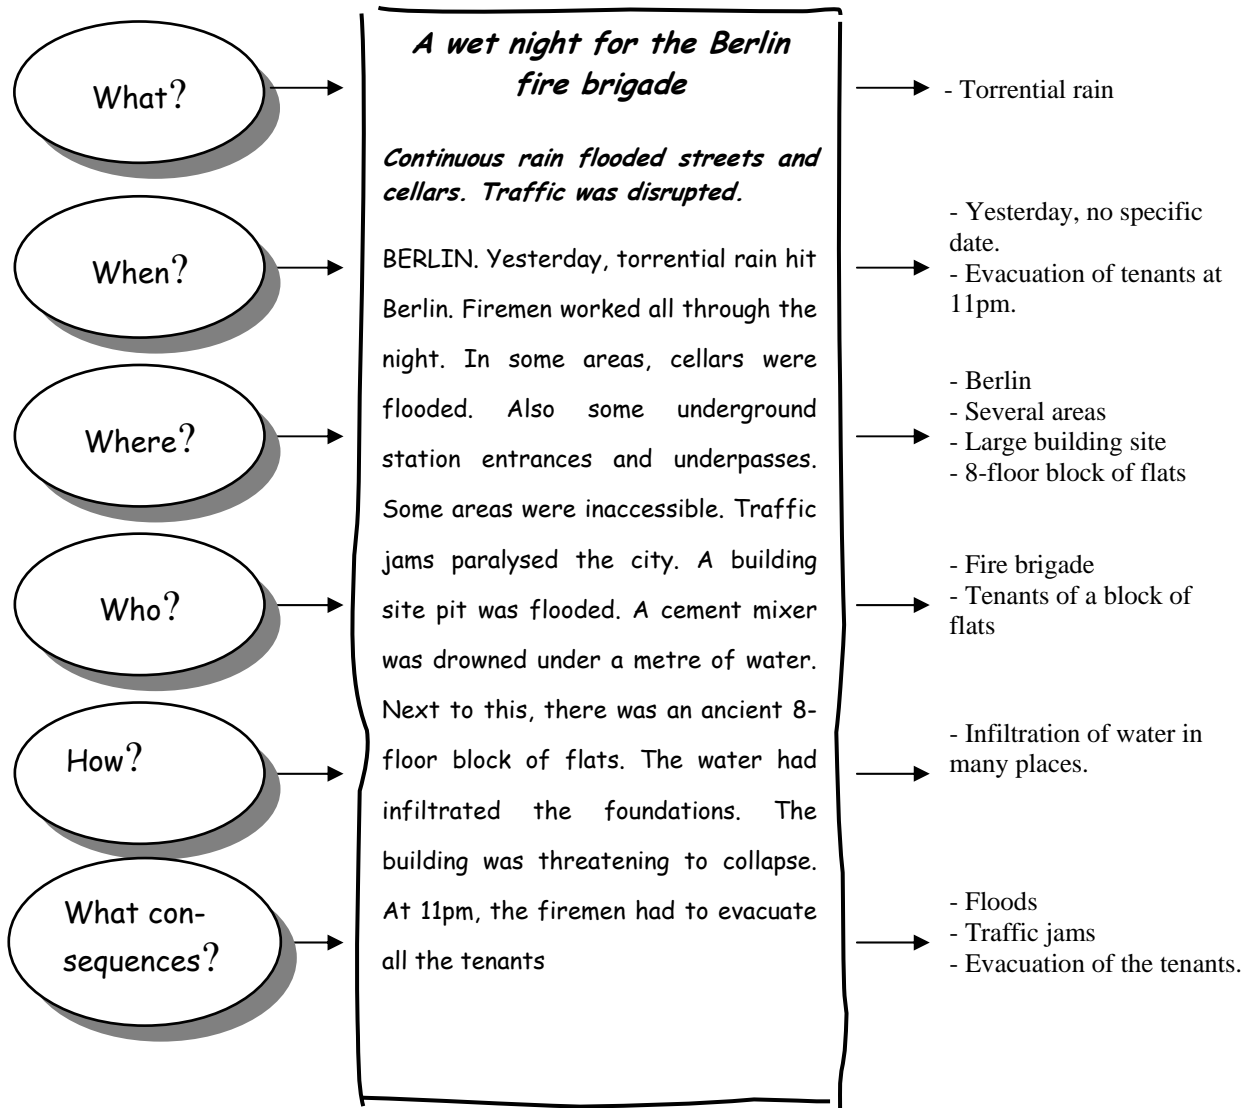 What?
When?
Where?
Who?
How?
What con-
sequences?
A wet night for the Berlin
fire brigade
Continuous rain flooded streets and
cellars. Traffic was disrupted.
BERLIN. Yesterday, torrential rain hit
Berlin. Firemen worked all through the
night. In some areas, cellars were
flooded. Also some underground
station entrances and underpasses.
Some areas were inaccessible. Traffic
jams paralysed the city. A building
site pit was flooded. A cement mixer
was drowned under a metre of water.
Next to this, there was an ancient 8-
floor block of flats. The water had
infiltrated the foundations. The
building was threatening to collapse.
At 11pm, the firemen had to evacuate
all the tenants
- Torrential rain
- Yesterday, no specific
date.
- Evacuation of tenants at
11pm.
- Berlin
- Several areas
- Large building site
- 8-floor block of flats
- Fire brigade
- Tenants of a block of
flats
- Infiltration of water in
many places.
- Floods
- Traffic jams
- Evacuation of the tenants.